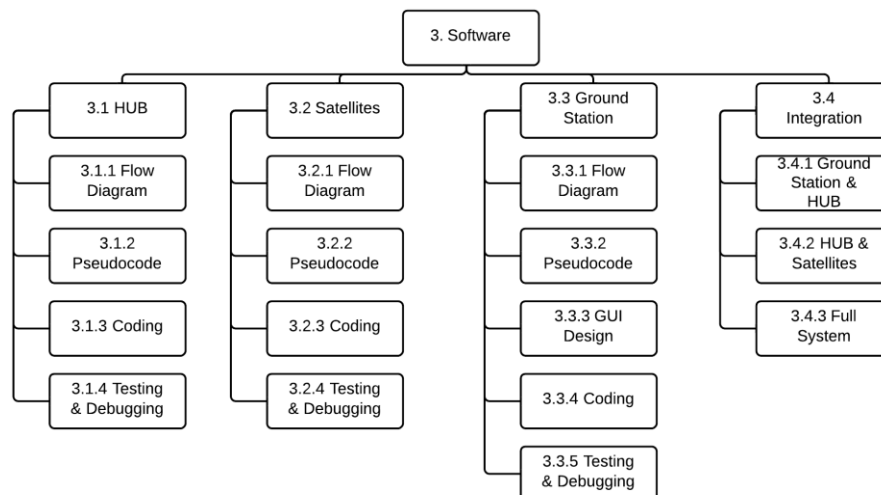 3. Software
3.1 HUB
3.1.1 Flow
Diagram
3.1.2
Pseudocode
3.1.3 Coding
3.1.4 Testing
& Debugging
3.2 Satellites
3.2.1 Flow
Diagram
3.2.2
Pseudocode
3.2.3 Coding
3.2.4 Testing
& Debugging
3.3 Ground
Station
3.3.1 Flow
Diagram
3.3.2
Pseudocode
3.3.3 GUI
Design
3.3.4 Coding
3.3.5 Testing
& Debugging
3.4
Integration
3.4.1 Ground
Station &
HUB
3.4.2 HUB &
Satellites
3.4.3 Full
System